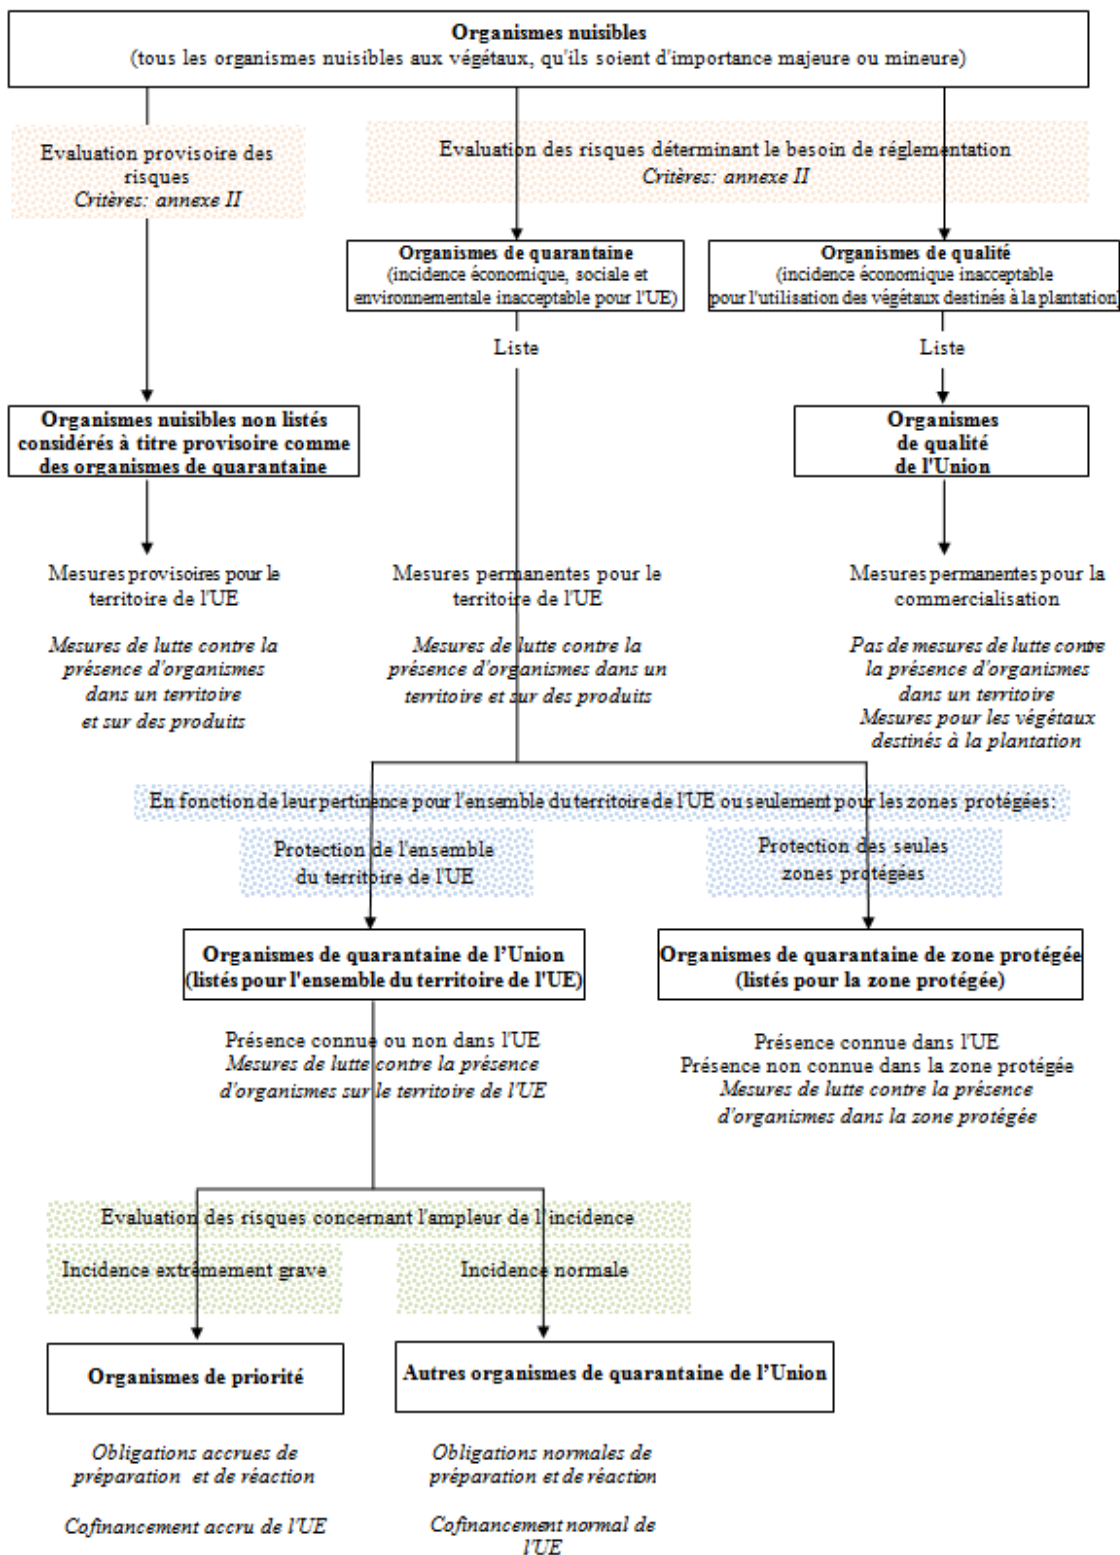 Organismes nuisibles
(tous les organismes nuisibles aux végétaux, qu'ils soient d'importance majeure ou mineure)
Evaluation provisoire des
risques
Critères: annexe II
Evaluation des risques déterminant le besoin de réglementation
Critères: annexe II
Organismes de quarantaine
(incidence économique, sociale et
environnementale inacceptable pour l'UE)
Organismes de qualité
(incidence économique inacceptable
pour l'utilisation des végétaux destinés à la plantation)
Liste
Liste
Organismes nuisibles non listés
considérés à titre provisoire comme
des organismes de quarantaine
Organismes
de qualité
de l'Union
Mesures provisoires pour le
territoire de l'UE
Mesures de lutte contre la
présence d'organismes
dans un territoire
et sur des produits
Mesures permanentes pour le
territoire de l'UE
Mesures de lutte contre la
présence d'organismes dans un
territoire et sur des produits
Mesures permanentes pour la
commercialisation
Pas de mesures de lutte contre
la présence d'organismes
dans un territoire
Mesures pour les végétaux
destinés à la plantation
En fonction de leur pertinence pour l'ensemble du territoire de l'UE ou seulement pour les zones protégées:
Protection de l'ensemble
du territoire de l'UE
Protection des seules
zones protégées
Organismes de quarantaine de l’Union
(listés pour l'ensemble du territoire de l'UE)
Organismes de quarantaine de zone protégée
(listés pour la zone protégée)
Présence connue ou non dans l'UE
Mesures de lutte contre la présence
d'organismes sur le territoire de l'UE
Présence connue dans l'UE
Présence non connue dans la zone protégée
Mesures de lutte contre la présence
d'organismes dans la zone protégée
Evaluation des risques concernant l'ampleur de l'incidence
Incidence extrêmement grave
Incidence normale
Organismes de priorité
Autres organismes de quarantaine de l’Union
Obligations accrues de
préparation et de réaction
Cofinancement accru de l'UE
Obligations normales de
préparation et de réaction
Cofinancement normal de
l'UE